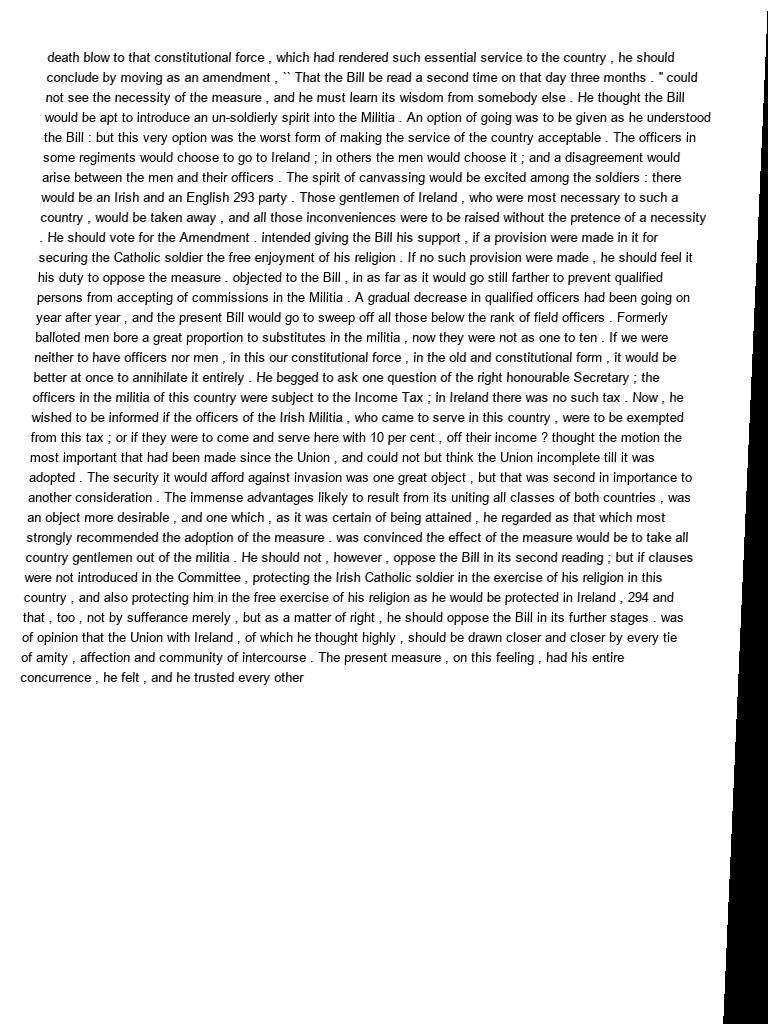 death blow to that constitutional force , which had rendered such essential service to the country , he should
conclude by moving as an amendment , `` That the Bill be read a second time on that day three months . " could
not see the necessity of the measure , and he must learn its wisdom from somebody else . He thought the Bill
would be apt to introduce an un-soldierly spirit into the Militia . An option of going was to be given as he understood
the Bill : but this very option was the worst form of making the service of the country acceptable . The officers in
some regiments would choose to go to Ireland ; in others the men would choose it ; and a disagreement would
arise between the men and their officers . The spirit of canvassing would be excited among the soldiers : there
would be an Irish and an English 293 party . Those gentlemen of Ireland , who were most necessary to such a
country , would be taken away , and all those inconveniences were to be raised without the pretence of a necessity
. He should vote for the Amendment . intended giving the Bill his support , if a provision were made in it for
securing the Catholic soldier the free enjoyment of his religion . If no such provision were made , he should feel it
his duty to oppose the measure . objected to the Bill , in as far as it would go still farther to prevent qualified
persons from accepting of commissions in the Militia . A gradual decrease in qualified officers had been going on
year after year , and the present Bill would go to sweep off all those below the rank of field officers . Formerly
balloted men bore a great proportion to substitutes in the militia , now they were not as one to ten . If we were
neither to have officers nor men , in this our constitutional force , in the old and constitutional form , it would be
better at once to annihilate it entirely . He begged to ask one question of the right honourable Secretary ; the
officers in the militia of this country were subject to the Income Tax ; in Ireland there was no such tax . Now , he
wished to be informed if the officers of the Irish Militia , who came to serve in this country , were to be exempted
from this tax ; or if they were to come and serve here with 10 per cent , off their income ? thought the motion the
most important that had been made since the Union , and could not but think the Union incomplete till it was
adopted . The security it would afford against invasion was one great object , but that was second in importance to
another consideration . The immense advantages likely to result from its uniting all classes of both countries , was
an object more desirable , and one which , as it was certain of being attained , he regarded as that which most
strongly recommended the adoption of the measure . was convinced the effect of the measure would be to take all
country gentlemen out of the militia . He should not , however , oppose the Bill in its second reading ; but if clauses
were not introduced in the Committee , protecting the Irish Catholic soldier in the exercise of his religion in this
country , and also protecting him in the free exercise of his religion as he would be protected in Ireland , 294 and
that , too , not by sufferance merely , but as a matter of right , he should oppose the Bill in its further stages . was
of opinion that the Union with Ireland , of which he thought highly , should be drawn closer and closer by every tie
of amity , affection and community of intercourse . The present measure , on this feeling , had his entire
concurrence , he felt , and he trusted every other